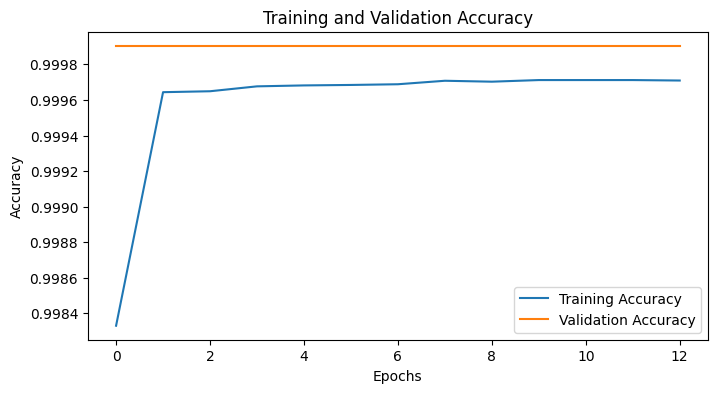 Training and Validation Accuracy
Accuracy
0.9998
0.9996
0.9994
0.9992
0.9990
0.9988
0.9986
0.9984
0 2 4 6 8 10 12
Epochs
Training Accuracy
Validation Accuracy